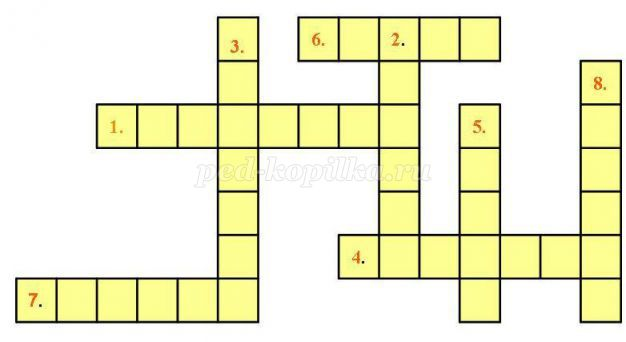 3. 6. 2.
8.
1. 5.
ped-kopilka.ru
4.
7.